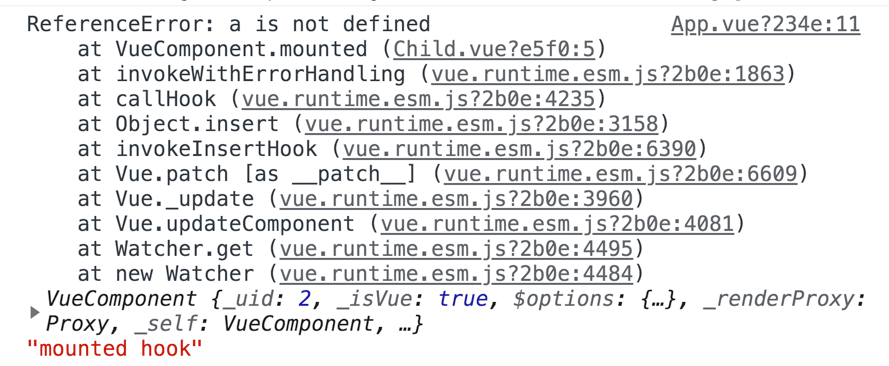 ReferenceError: a is not defined App.vue?234e:11
at VueComponent.mounted (Child.vue?e5f0:5)
at invokeWithErrorHandling (vue.runtime.esm.js?2b0e:1863)
at callHook (vue.runtime.esm.js?2b0e:4235)
at Object.insert (vue.runtime.esm.js?2b0e:3158)
at invokeInsertHook (vue.runtime.esm.js?2b0e:6390)
at Vue.patch [as __patch__] (vue.runtime.esm.js?2b0e:6609)
at Vue._update (vue.runtime.esm.js?2b0e:3960)
at Vue.updateComponent (vue.runtime.esm.js?2b0e:4081)
at Watcher.get (vue.runtime.esm.js?2b0e:4495)
at new Watcher (vue.runtime.esm.js?2b0e:4484)
VueComponent {_uid: 2, _isVue: true, $options: {…}, _renderProxy:
Proxy, _self: VueComponent, …}
"mounted hook"